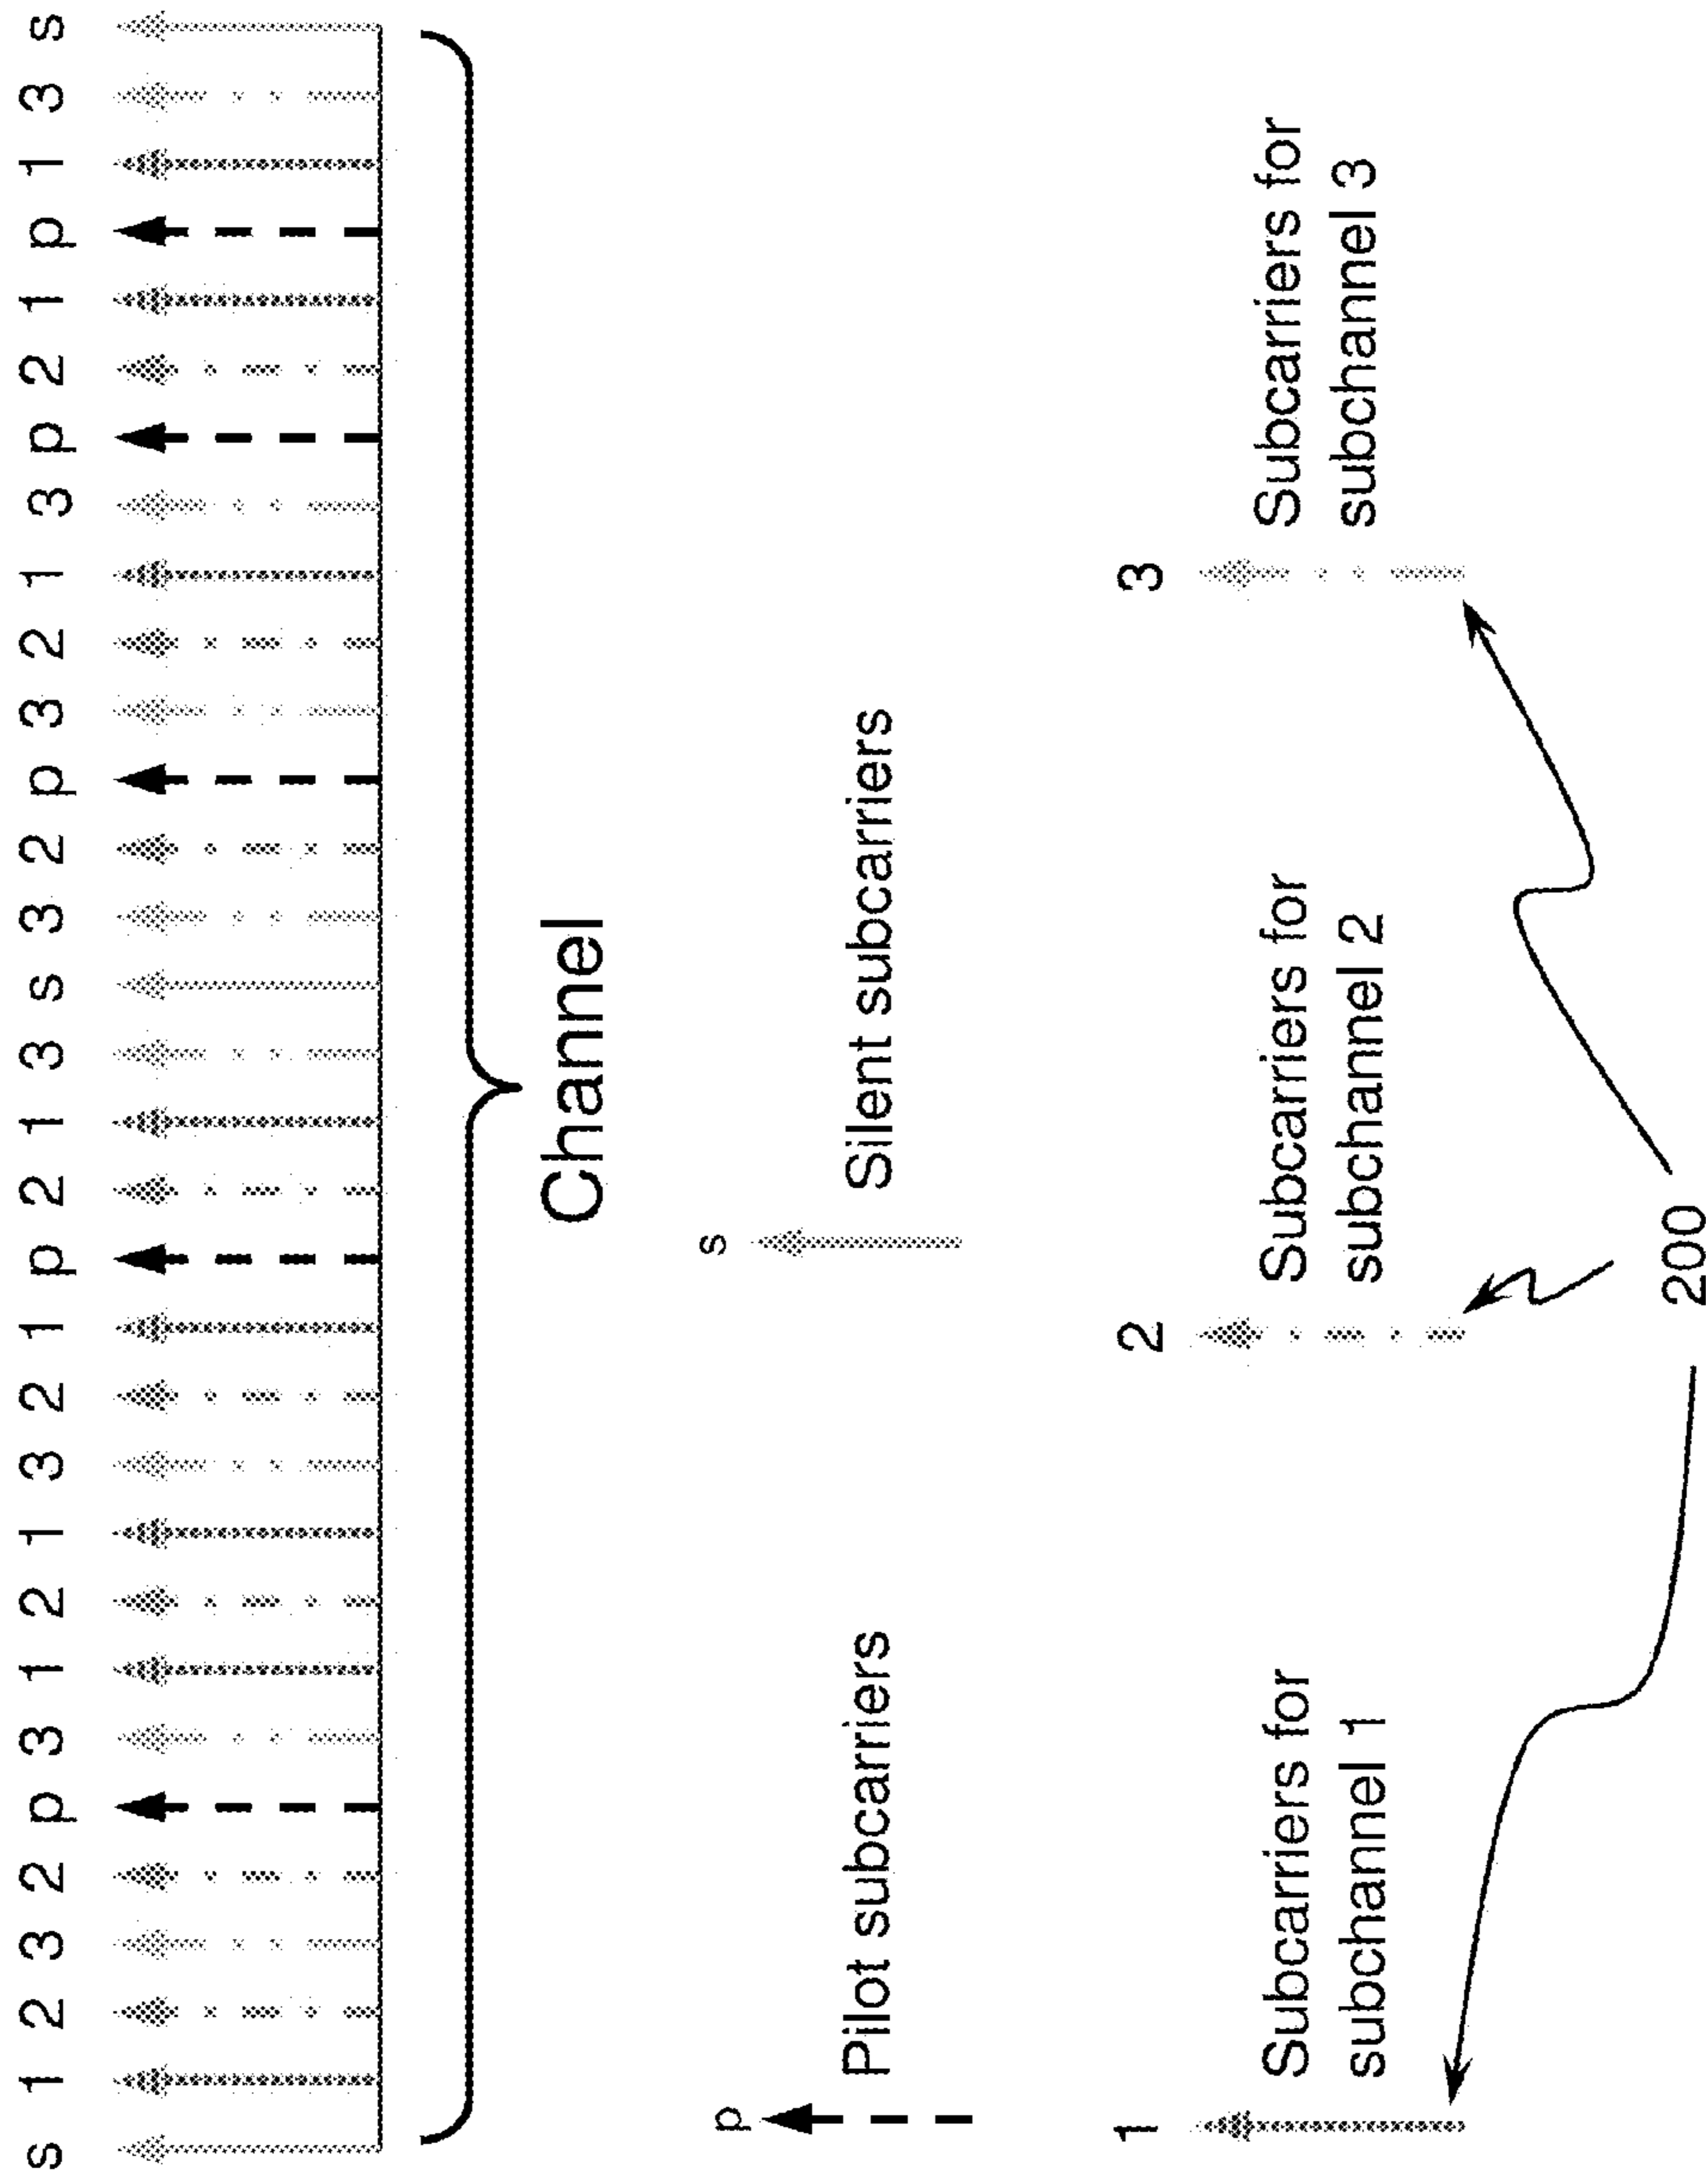 s 1 2 3 2 p 3 1 2 1 3 2 1 p 2 1 3 s 3 2 p 3 2 1 3 p 2 1 p 1 3 s
Channel
p
Pilot subcarriers
s
Silent subcarriers
1
Subcarriers for
subchannel 1
2
Subcarriers for
subchannel 2
3
Subcarriers for
subchannel 3
200